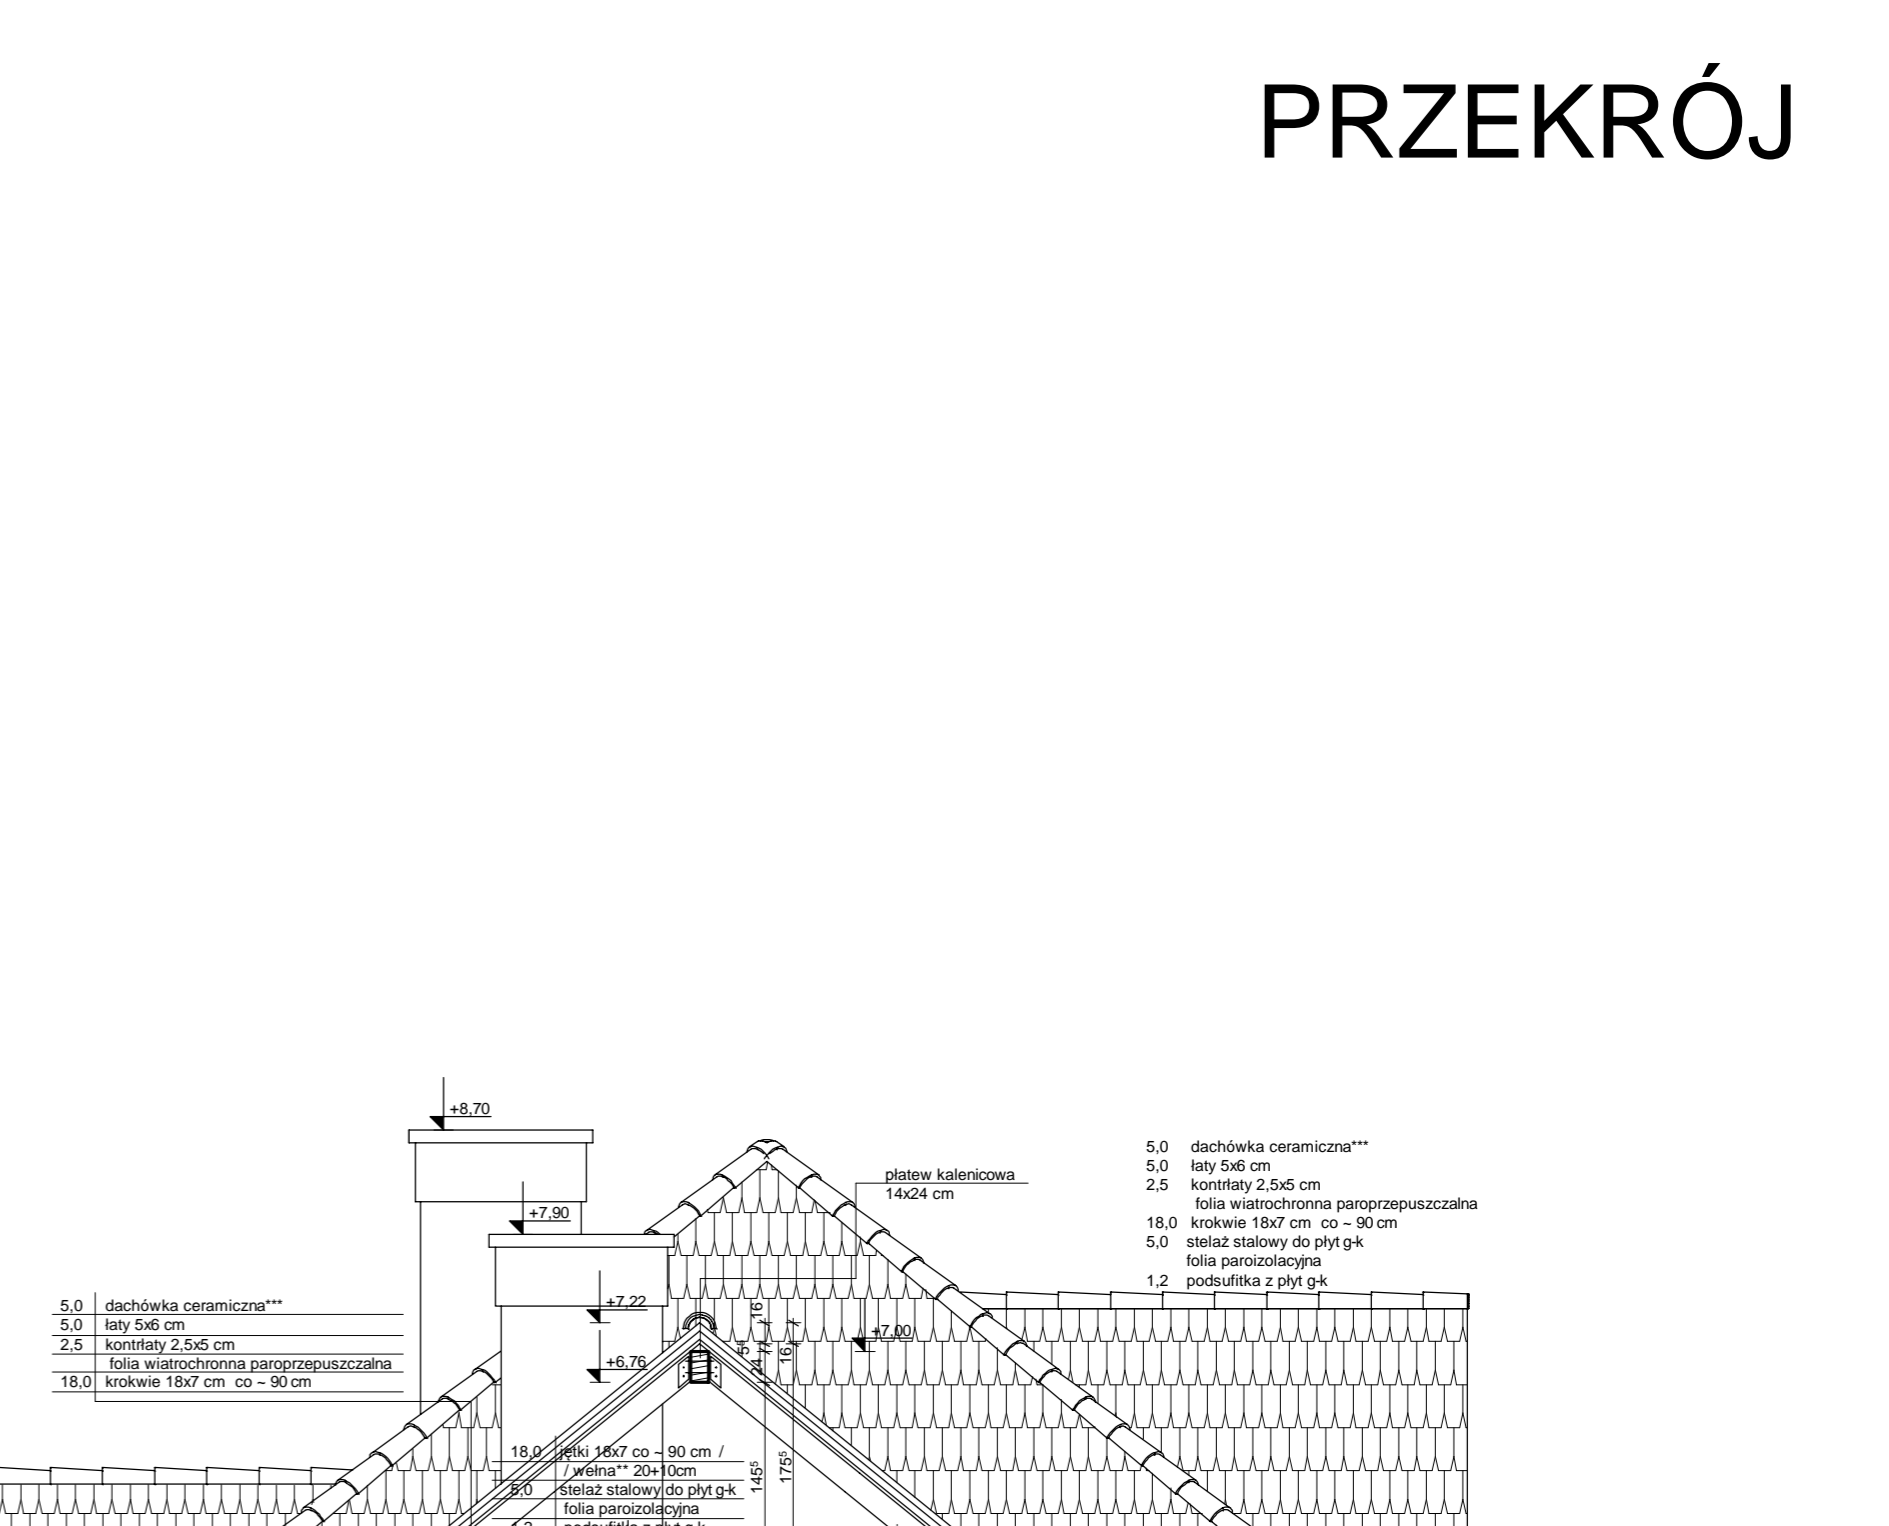 PRZEKRÓJ
+8,70
+7,90
płatew kalenicowa
14x24 cm
5,0 dachówka ceramiczna***
5,0 łaty 5x6 cm
2,5 kontrłaty 2,5x5 cm
folia wiatrochronna paroprzepuszczalna
18,0 krokwie 18x7 cm co ~ 90 cm
5,0 stelaż stalowy do płyt g-k
folia paroizolacyjna
1,2 podsufitka z płyt g-k
5,0 dachówka ceramiczna***
5,0 łaty 5x6 cm
2,5 kontrłaty 2,5x5 cm
folia wiatrochronna paroprzepuszczalna
18,0 krokwie 18x7 cm co ~ 90 cm
+7,22
+6,76
16
5⁵
24
16
+7,00
18,0 jętki 18x7 co ~ 90 cm /
/ wełna** 20+10cm
5,0 stelaż stalowy do płyt g-k
folia paroizolacyjna
145⁵
175⁵